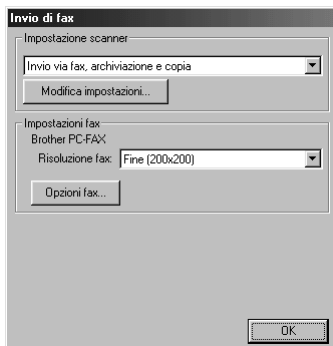 Invio di fax
Impostazione scanner
Invio via fax, archiviazione e copia
Modifica impostazioni...
Impostazioni fax
Brother PC-FAX
Risoluzione fax: Fine (200x200)
Opzioni fax...
OK